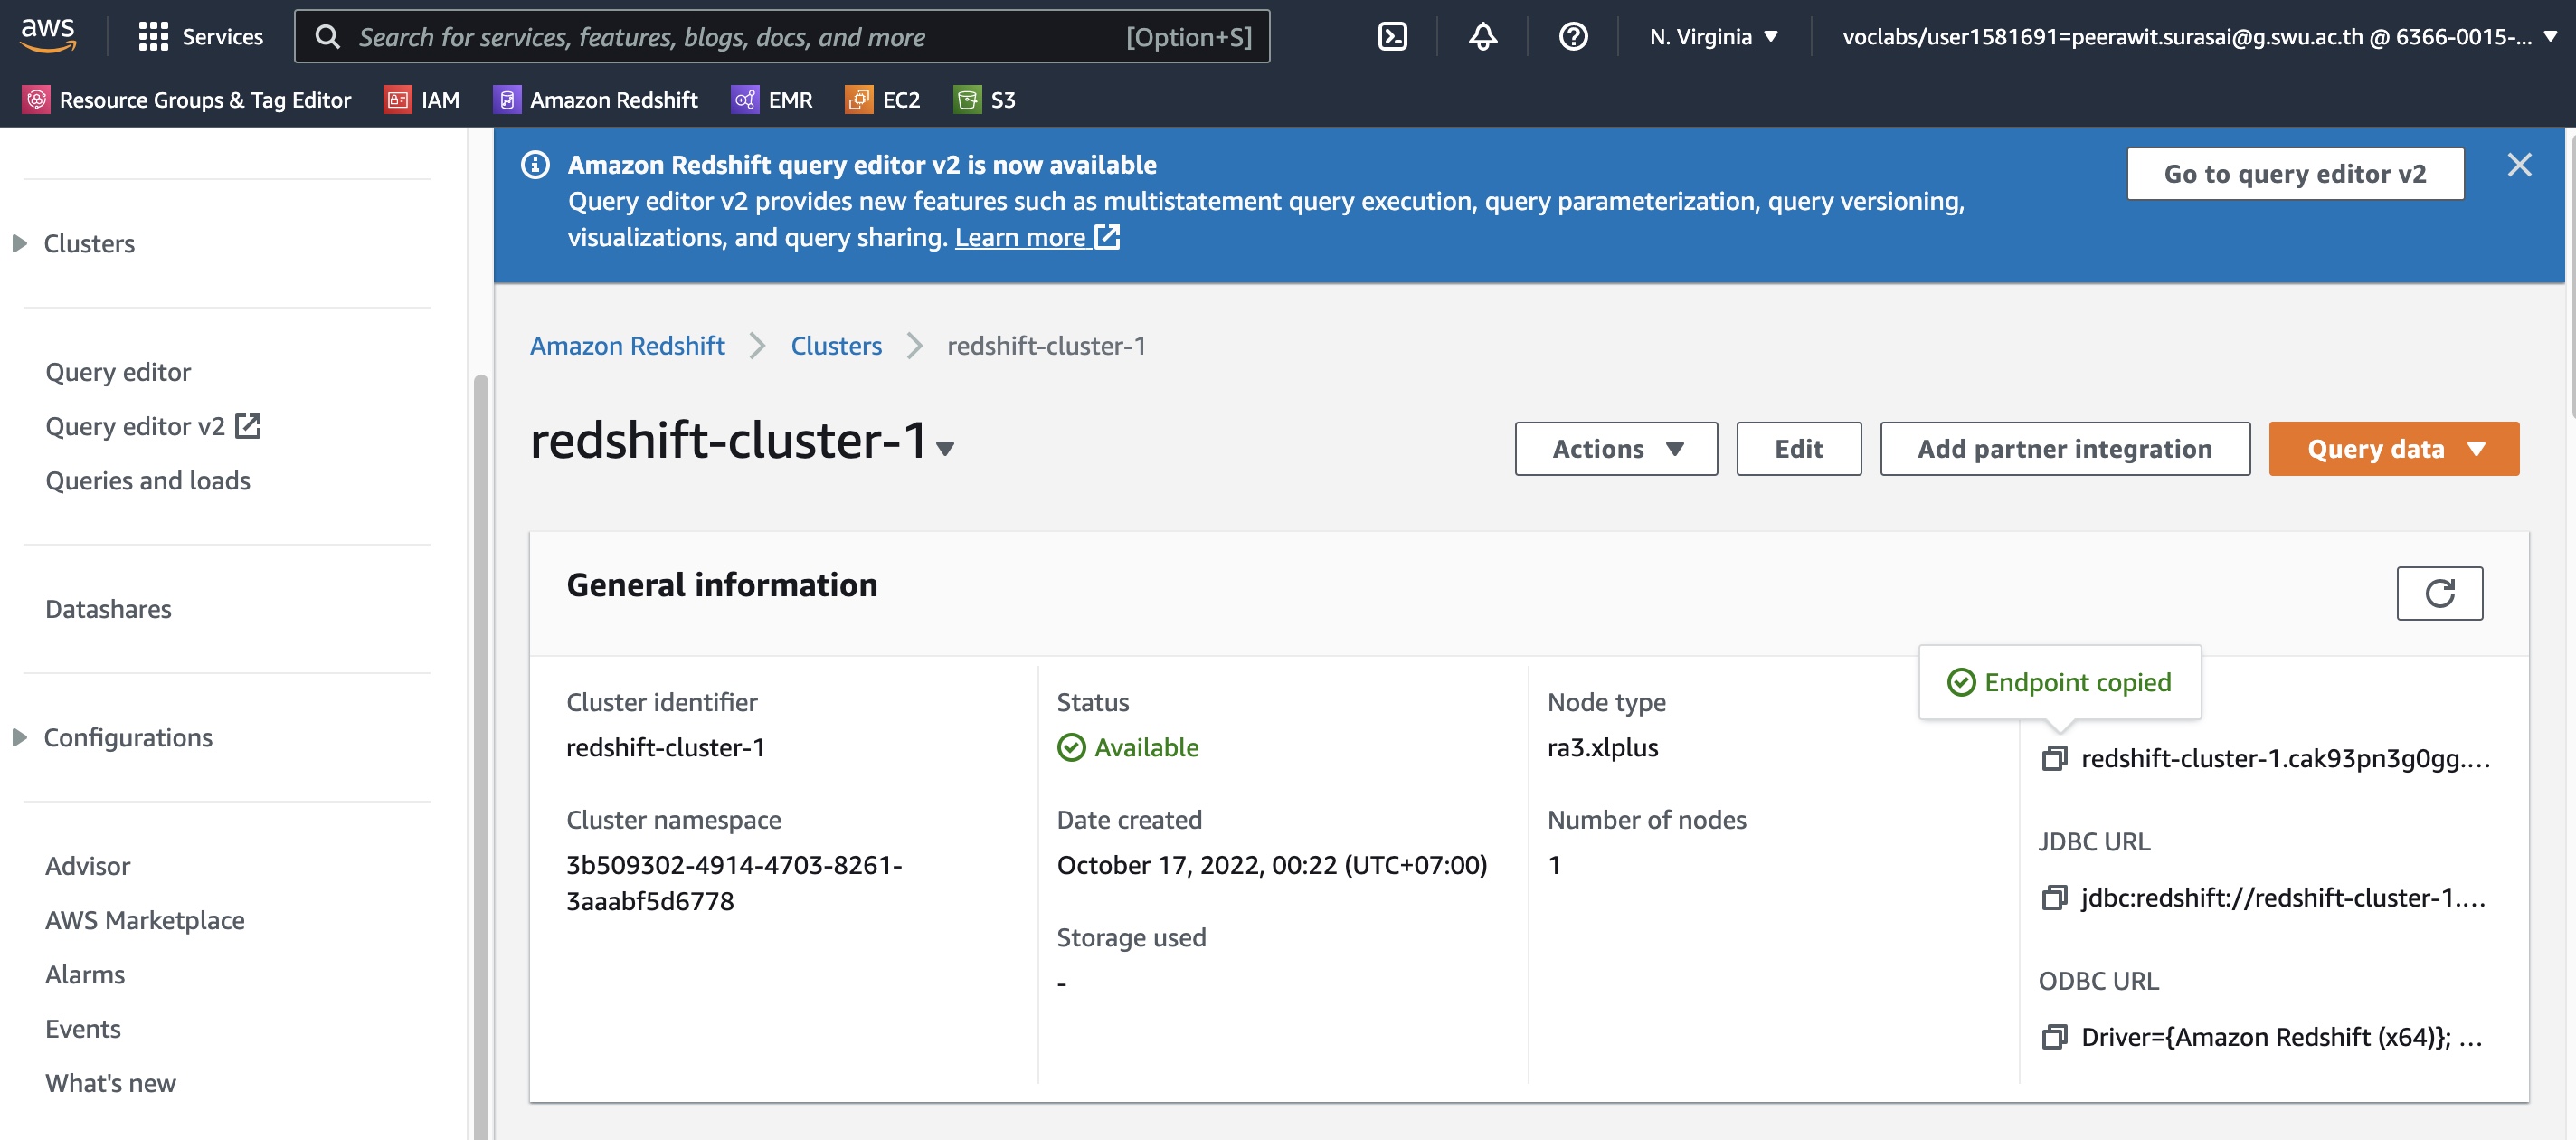 aws
Services
Search for services, features, blogs, docs, and more
[Option+S]
N. Virginia
voclabs/user1581691=peerawit.surasai@g.swu.ac.th @ 6366-0015-...
Resource Groups & Tag Editor
IAM
Amazon Redshift
EMR
EC2
S3
Clusters
Query editor
Query editor v2
Queries and loads
Datashares
Configurations
Advisor
AWS Marketplace
Alarms
Events
What's new
Amazon Redshift query editor v2 is now available
Query editor v2 provides new features such as multistatement query execution, query parameterization, query versioning,
visualizations, and query sharing. Learn more
Go to query editor v2
Amazon Redshift
Clusters
redshift-cluster-1
redshift-cluster-1
Actions
Edit
Add partner integration
Query data
General information
Cluster identifier
redshift-cluster-1
Cluster namespace
3b509302-4914-4703-8261-
3aaabf5d6778
Status
Available
Date created
October 17, 2022, 00:22 (UTC+07:00)
Storage used
-
Node type
ra3.xlplus
Number of nodes
1
Endpoint copied
redshift-cluster-1.cak93pn3g0gg....
JDBC URL
jdbc:redshift://redshift-cluster-1....
ODBC URL
Driver={Amazon Redshift (x64)}; ...